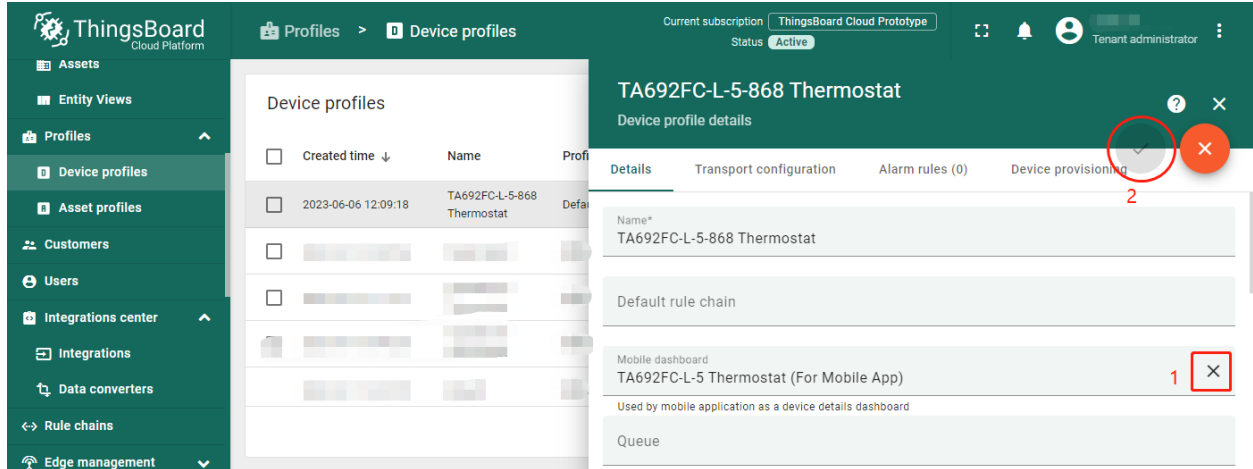 ThingsBoard
Cloud Platform
Profiles > Device profiles
Current subscription ThingsBoard Cloud Prototype
Status Active
Tenant administrator
Assets
Entity Views
Profiles
Device profiles
Asset profiles
Customers
Users
Integrations center
Integrations
Data converters
Rule chains
Edge management
Device profiles
Created time ↓ Name Profi
2023-06-06 12:09:18 TA692FC-L-5-868 Thermostat Defau
TA692FC-L-5-868 Thermostat
Device profile details
Details Transport configuration Alarm rules (0) Device provisioning
2
Name*
TA692FC-L-5-868 Thermostat
Default rule chain
Mobile dashboard
TA692FC-L-5 Thermostat (For Mobile App)
1
Used by mobile application as a device details dashboard
Queue